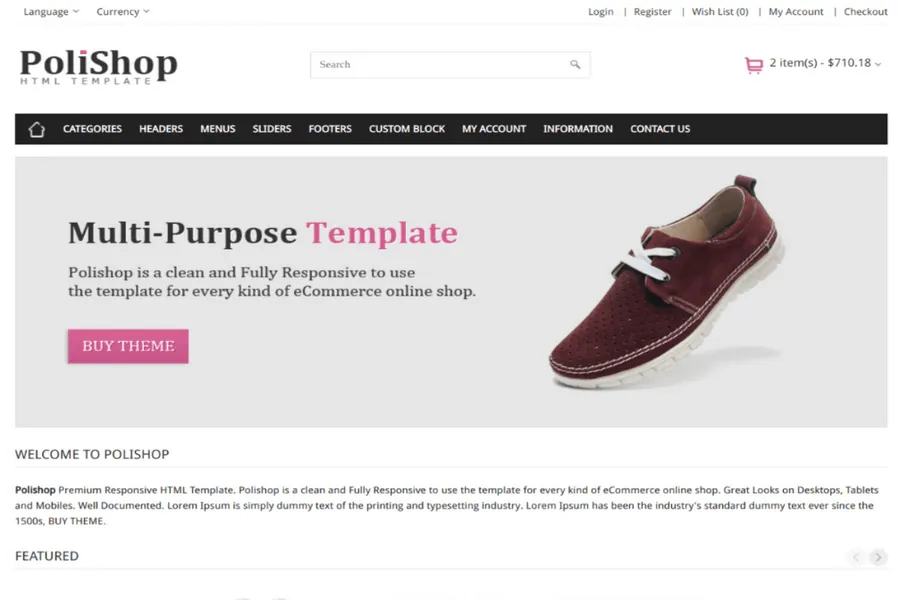 Language Currency Login | Register | Wish List (0) | My Account | Checkout
PoliShop
HTML TEMPLATE
Search
2 item(s) - $710.18
CATEGORIES HEADERS MENUS SLIDERS FOOTERS CUSTOM BLOCK MY ACCOUNT INFORMATION CONTACT US
Multi-Purpose Template
Polishop is a clean and Fully Responsive to use
the template for every kind of eCommerce online shop.
BUY THEME
WELCOME TO POLISHOP
Polishop Premium Responsive HTML Template. Polishop is a clean and Fully Responsive to use the template for every kind of eCommerce online shop. Great Looks on Desktops, Tablets
and Mobiles. Well Documented. Lorem Ipsum is simply dummy text of the printing and typesetting industry. Lorem Ipsum has been the industry's standard dummy text ever since the
1500s, BUY THEME.
FEATURED